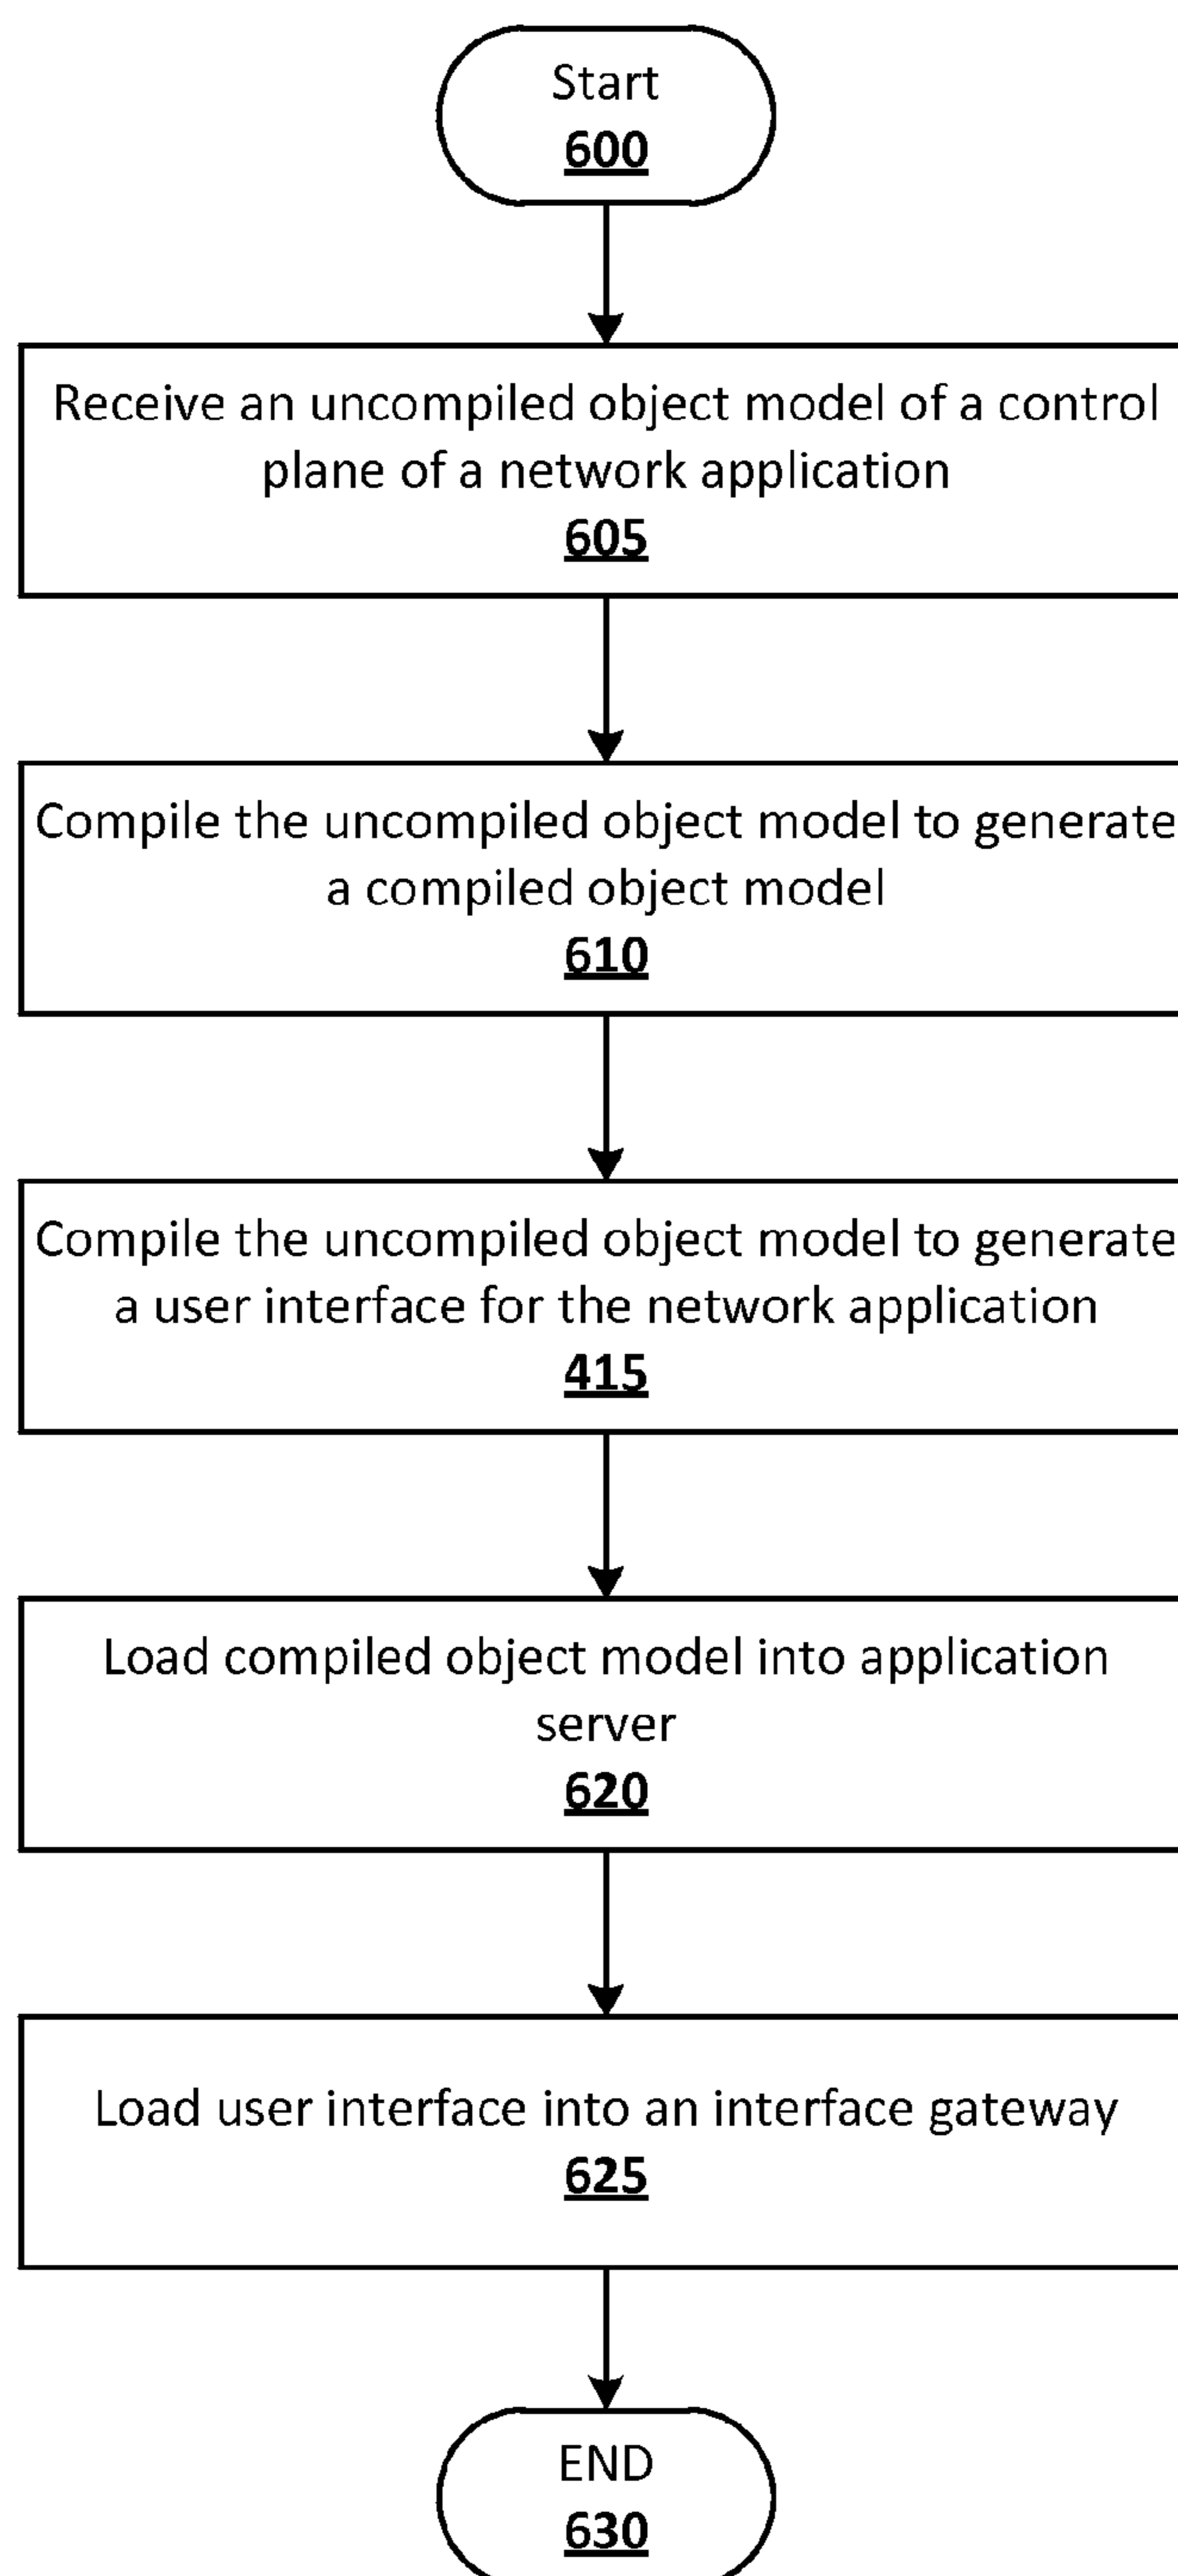 Start
600
Receive an uncompiled object model of a control
plane of a network application
605
Compile the uncompiled object model to generate
a compiled object model
610
Compile the uncompiled object model to generate
a user interface for the network application
415
Load compiled object model into application
server
620
Load user interface into an interface gateway
625
END
630